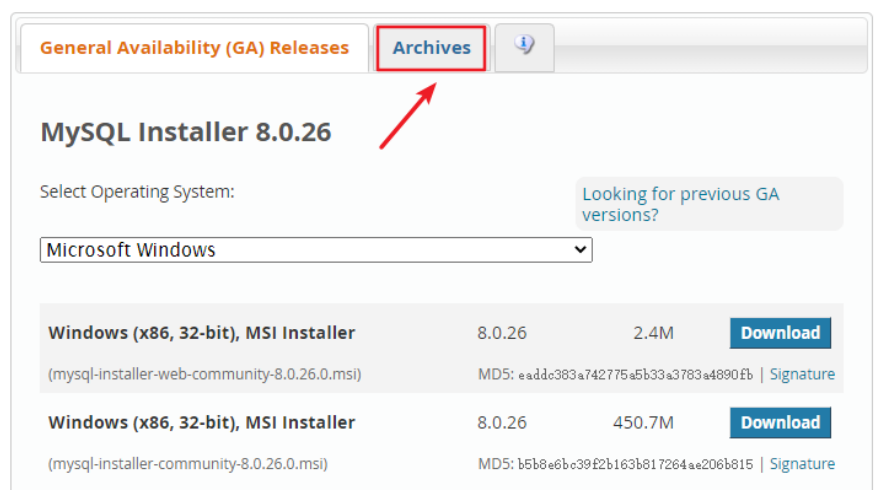 General Availability (GA) Releases
Archives
MySQL Installer 8.0.26
Select Operating System:
Looking for previous GA
versions?
Microsoft Windows
Windows (x86, 32-bit), MSI Installer 8.0.26 2.4M Download
(mysql-installer-web-community-8.0.26.0.msi) MD5: eaddc383a742775a5b33a3783a4890fb | Signature
Windows (x86, 32-bit), MSI Installer 8.0.26 450.7M Download
(mysql-installer-community-8.0.26.0.msi) MD5: b5b8e6bc39f2b163b817264ae206b815 | Signature